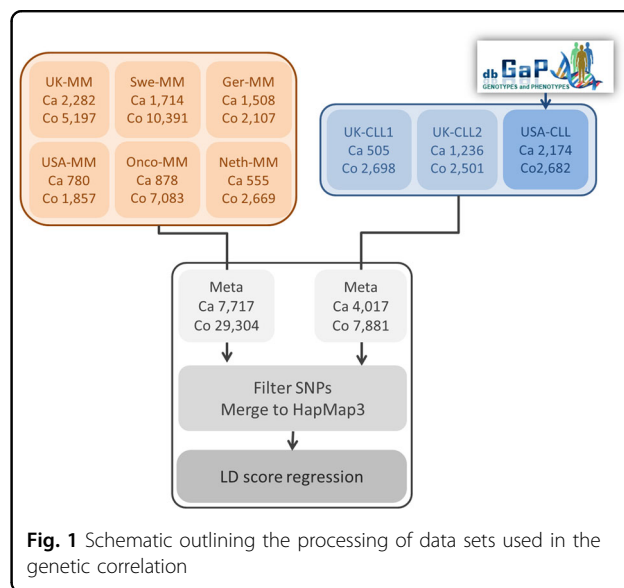 UK-MM
Ca 2,282
Co 5,197
Swe-MM
Ca 1,714
Co 10,391
Ger-MM
Ca 1,508
Co 2,107
USA-MM
Ca 780
Co 1,857
Onco-MM
Ca 878
Co 7,083
Neth-MM
Ca 555
Co 2,669
db GaP
GENOTYPES and PHENOTYPES
UK-CLL1
Ca 505
Co 2,698
UK-CLL2
Ca 1,236
Co 2,501
USA-CLL
Ca 2,174
Co2,682
Meta
Ca 7,717
Co 29,304
Meta
Ca 4,017
Co 7,881
Filter SNPs
Merge to HapMap3
LD score regression
Fig. 1 Schematic outlining the processing of data sets used in the
genetic correlation